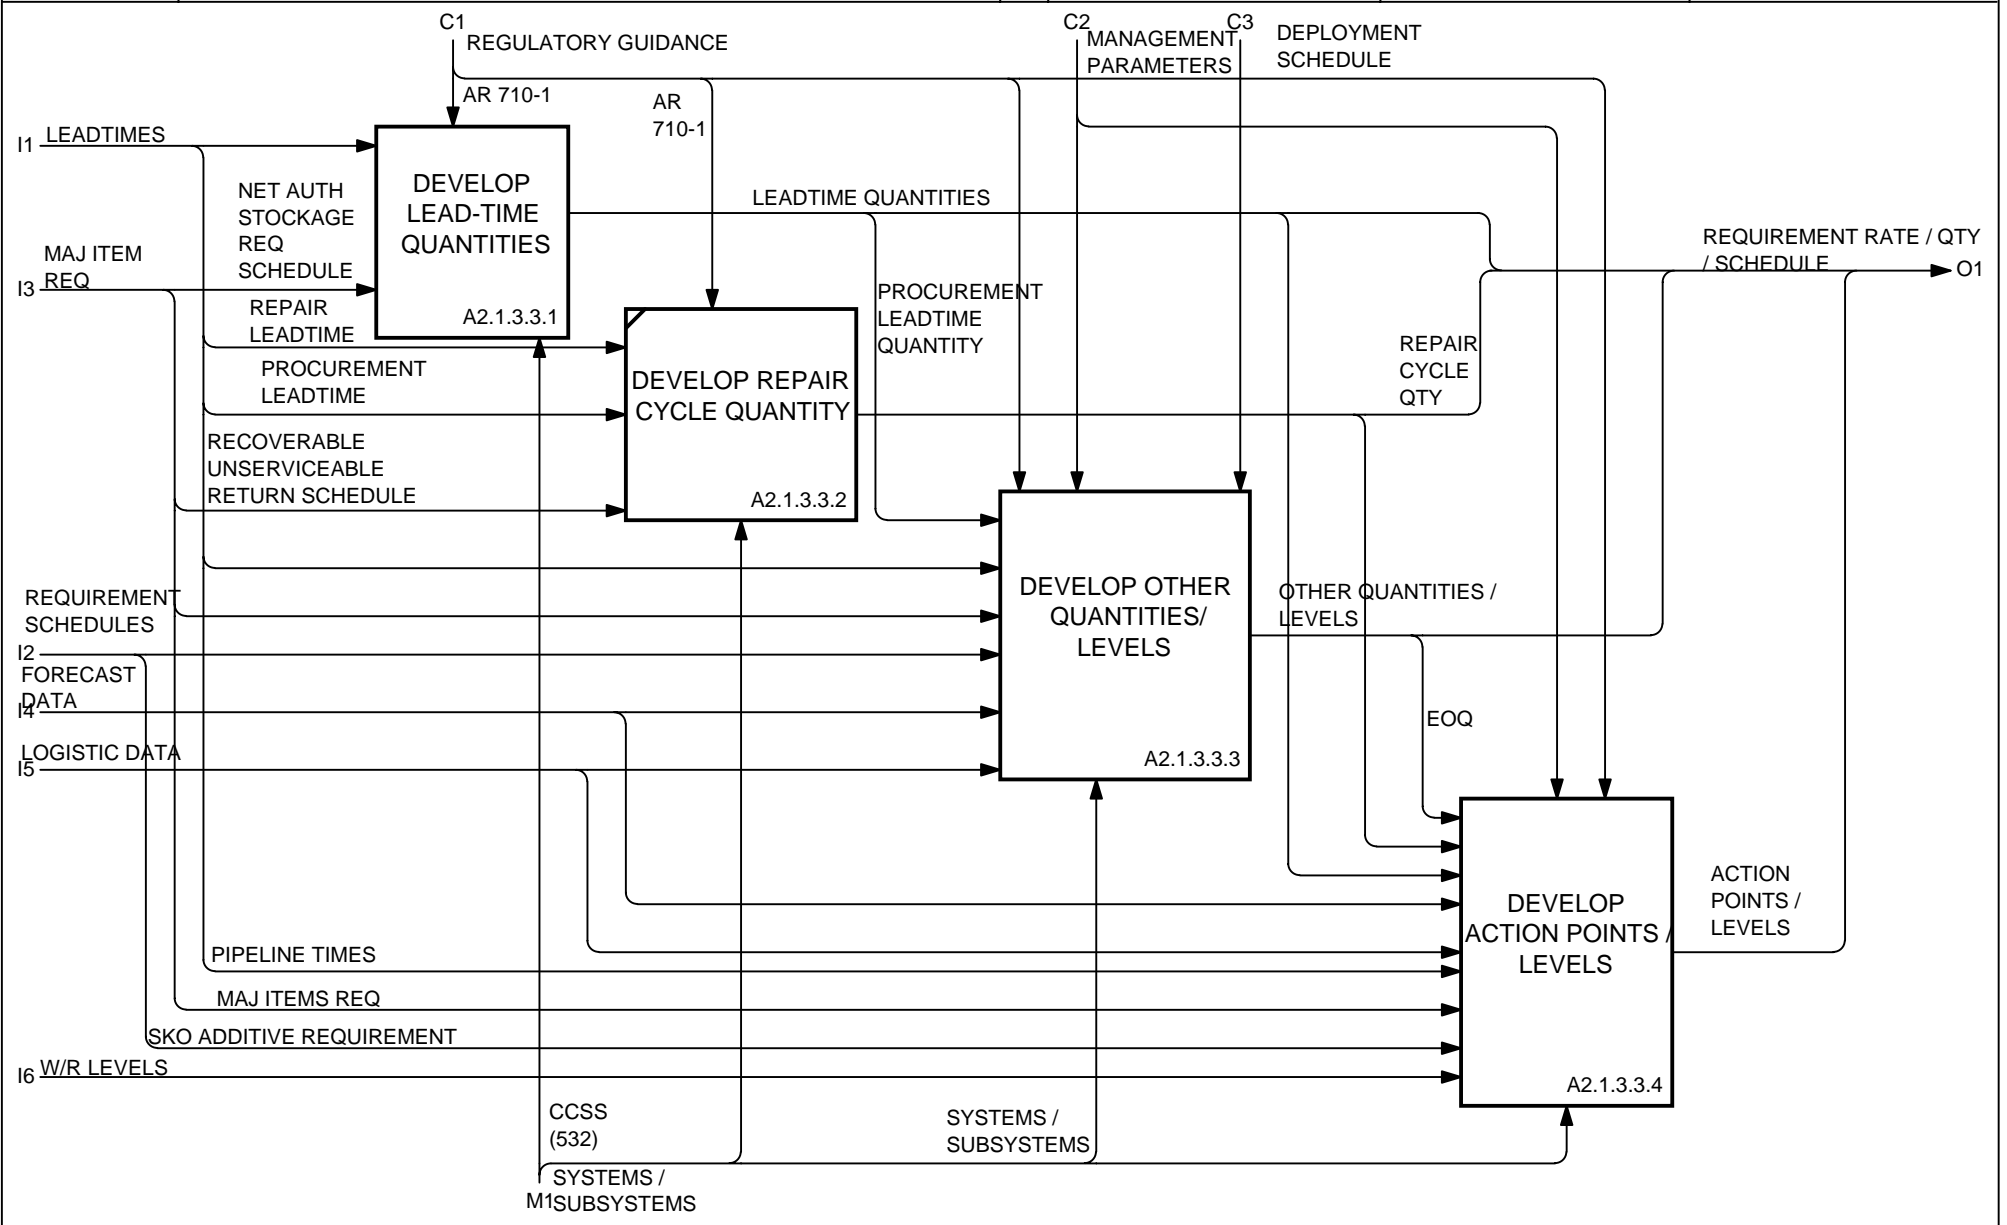 C1
REGULATORY GUIDANCE
C2
MANAGEMENT
PARAMETERS
C3
DEPLOYMENT
SCHEDULE
AR 710-1
AR
710-1
I1
LEADTIMES
NET AUTH
STOCKAGE
REQ
SCHEDULE
DEVELOP
LEAD-TIME
QUANTITIES
A2.1.3.3.1
LEADTIME QUANTITIES
REQUIREMENT RATE / QTY
/ SCHEDULE
O1
MAJ ITEM
REQ
I3
REPAIR
LEADTIME
PROCUREMENT
LEADTIME
QUANTITY
PROCUREMENT
LEADTIME
DEVELOP REPAIR
CYCLE QUANTITY
A2.1.3.3.2
REPAIR
CYCLE
QTY
RECOVERABLE
UNSERVICEABLE
RETURN SCHEDULE
REQUIREMENT
SCHEDULES
I2
FORECAST
DATA
I4
LOGISTIC DATA
I5
DEVELOP OTHER
QUANTITIES/
LEVELS
A2.1.3.3.3
OTHER QUANTITIES /
LEVELS
EOQ
DEVELOP
ACTION POINTS /
LEVELS
A2.1.3.3.4
ACTION
POINTS /
LEVELS
PIPELINE TIMES
MAJ ITEMS REQ
SKO ADDITIVE REQUIREMENT
I6
W/R LEVELS
CCSS
(532)
SYSTEMS /
SUBSYSTEMS
SYSTEMS /
SUBSYSTEMS
M1